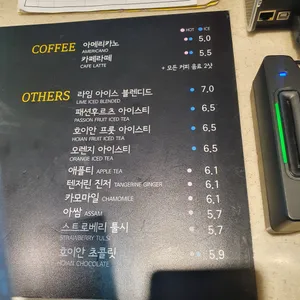 HOT ICE
COFFEE 아메리카노 5,0
AMERICANO
카페라떼 5,5
CAFE LATTE
+ 모든 커피 음료 2샷
OTHERS 라임 아이스 블렌디드 7,0
LIME ICED BLENDED
패션후르츠 아이스티 6,5
PASSION FRUIT ICED TEA
호이안 프룻 아이스티 6,5
HOIAN FRUIT ICED TEA
오렌지 아이스티 6,5
ORANGE ICED TEA
애플티 APPLE TEA 6,1
텐저린 진저 TANGERINE GINGER 6,1
카모마일 CHAMOMILE 6,1
아쌈 ASSAM 5,7
스트로베리 툴시 5,7
STRAWBERRY TULSI
호이안 초콜릿 5,9
HOIAN CHOCOLATE